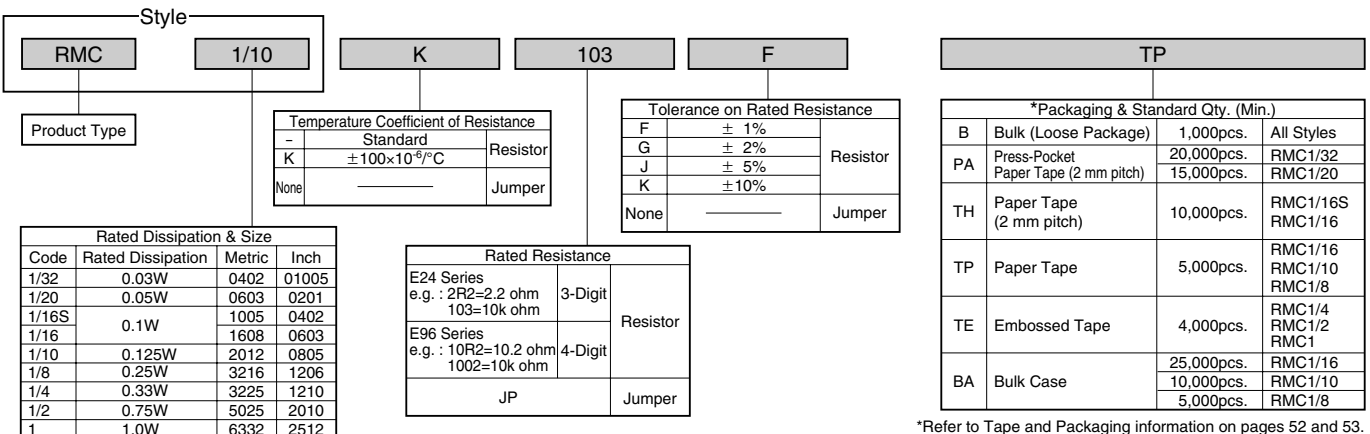 Style
RMC 1/10 K 103 F TP
Product Type
Temperature Coefficient of Resistance
– Standard Resistor
K ±100×10⁻⁶/°C
None ——— Jumper
Tolerance on Rated Resistance
F ± 1% Resistor
G ± 2%
J ± 5%
K ±10%
None ——— Jumper
*Packaging & Standard Qty. (Min.)
B Bulk (Loose Package) 1,000pcs. All Styles
PA Press-Pocket 20,000pcs. RMC1/32
Paper Tape (2 mm pitch) 15,000pcs. RMC1/20
TH Paper Tape 10,000pcs. RMC1/16S
(2 mm pitch) RMC1/16
RMC1/16
TP Paper Tape 5,000pcs. RMC1/10
RMC1/8
RMC1/4
TE Embossed Tape 4,000pcs. RMC1/2
RMC1
25,000pcs. RMC1/16
BA Bulk Case 10,000pcs. RMC1/10
5,000pcs. RMC1/8
*Refer to Tape and Packaging information on pages 52 and 53.
Rated Dissipation & Size
Code Rated Dissipation Metric Inch
1/32 0.03W 0402 01005
1/20 0.05W 0603 0201
1/16S 0.1W 1005 0402
1/16 1608 0603
1/10 0.125W 2012 0805
1/8 0.25W 3216 1206
1/4 0.33W 3225 1210
1/2 0.75W 5025 2010
1 1.0W 6332 2512
Rated Resistance
E24 Series
e.g. : 2R2=2.2 ohm 3-Digit
103=10k ohm
Resistor
E96 Series
e.g. : 10R2=10.2 ohm 4-Digit
1002=10k ohm
JP Jumper